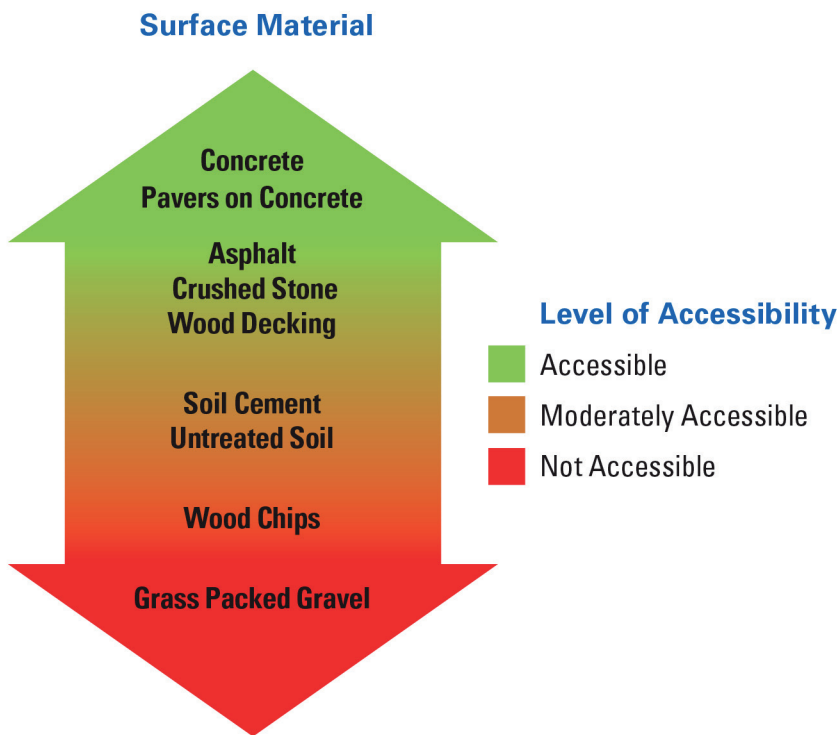 Surface Material
Concrete
Pavers on Concrete
Asphalt
Crushed Stone
Wood Decking
Soil Cement
Untreated Soil
Wood Chips
Grass Packed Gravel
Level of Accessibility
Accessible
Moderately Accessible
Not Accessible